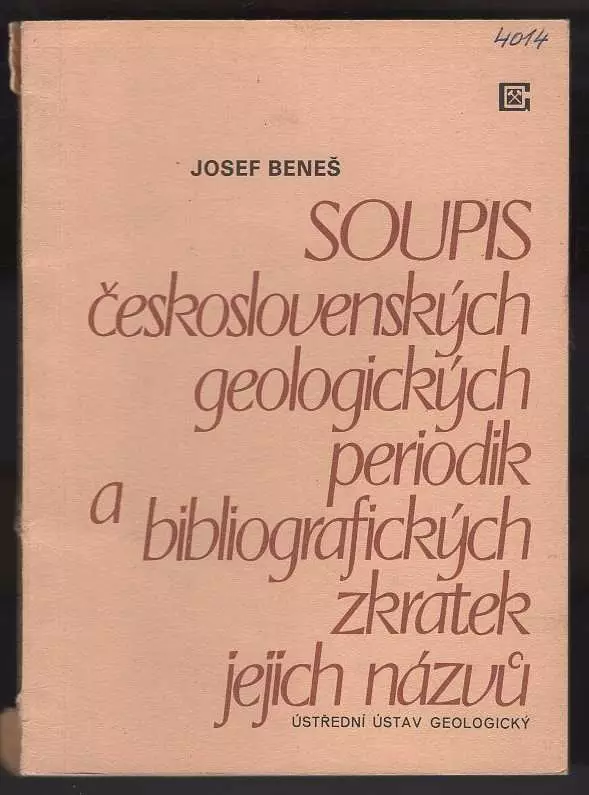 4014
JOSEF BENEŠ
SOUPIS
československých
geologických
periodik
a bibliografických
zkratek
jejich názvů
ÚSTŘEDNÍ ÚSTAV GEOLOGICKÝ